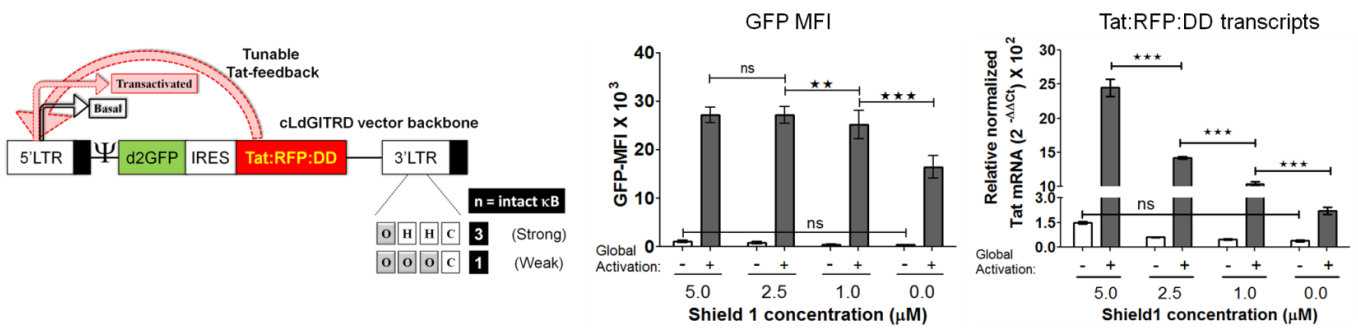 Tunable
Tat-feedback
Transactivated
Basal
cLdGITRD vector backbone
5'LTR
Ψ
d2GFP
IRES
Tat:RFP:DD
3'LTR
n = intact κB
O H H C 3 (Strong)
O O O C 1 (Weak)
GFP MFI
GFP-MFI X 10³
40
30
20
10
0
ns
★★
★★★
ns
Global
Activation:
- + - + - + - +
5.0 2.5 1.0 0.0
Shield 1 concentration (μM)
Tat:RFP:DD transcripts
Relative normalized
Tat mRNA (2 -ΔΔCt) X 10²
30
25
20
15
10
3.0
1.5
0.0
★★★
★★★
★★★
ns
Global
Activation:
- + - + - + - +
5.0 2.5 1.0 0.0
Shield1 concentration (μM)